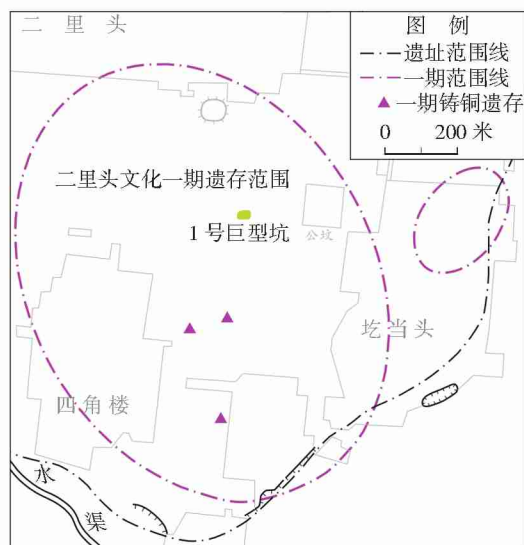 二里头
图 例
遗址范围线
一期范围线
一期铸铜遗存
0 200 米
二里头文化一期遗存范围
1号巨型坑
公坟
圪当头
四角楼
水
渠